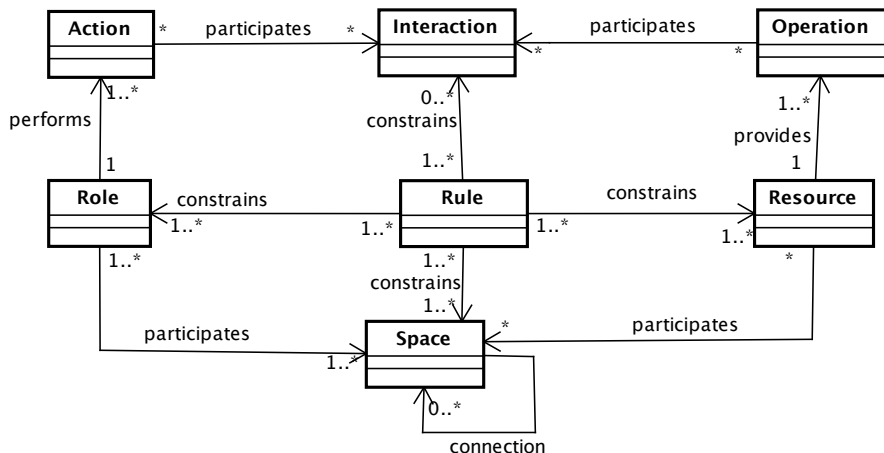 Action
*
participates
*
Interaction
*
participates
*
Operation
1..*
0..*
1..*
performs
constrains
provides
1
1..*
1
Role
constrains
Rule
constrains
Resource
1..*
1..*
1..*
1..*
1..*
1..*
*
constrains
1..*
participates
*
participates
Space
1..*
0..*
connection